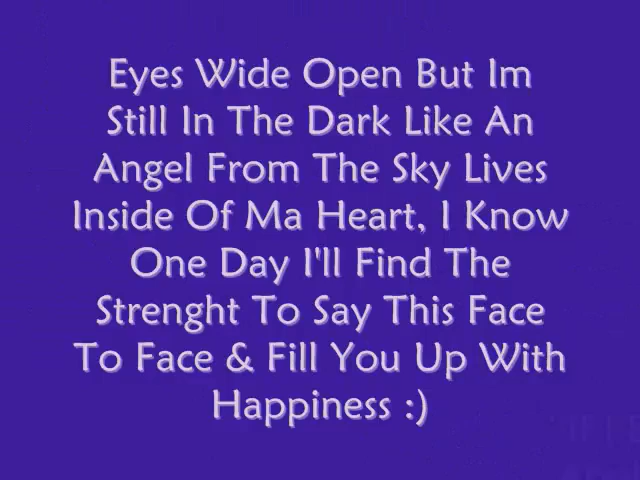 Eyes Wide Open But Im
Still In The Dark Like An
Angel From The Sky Lives
Inside Of Ma Heart, I Know
One Day I'll Find The
Strenght To Say This Face
To Face & Fill You Up With
Happiness :)